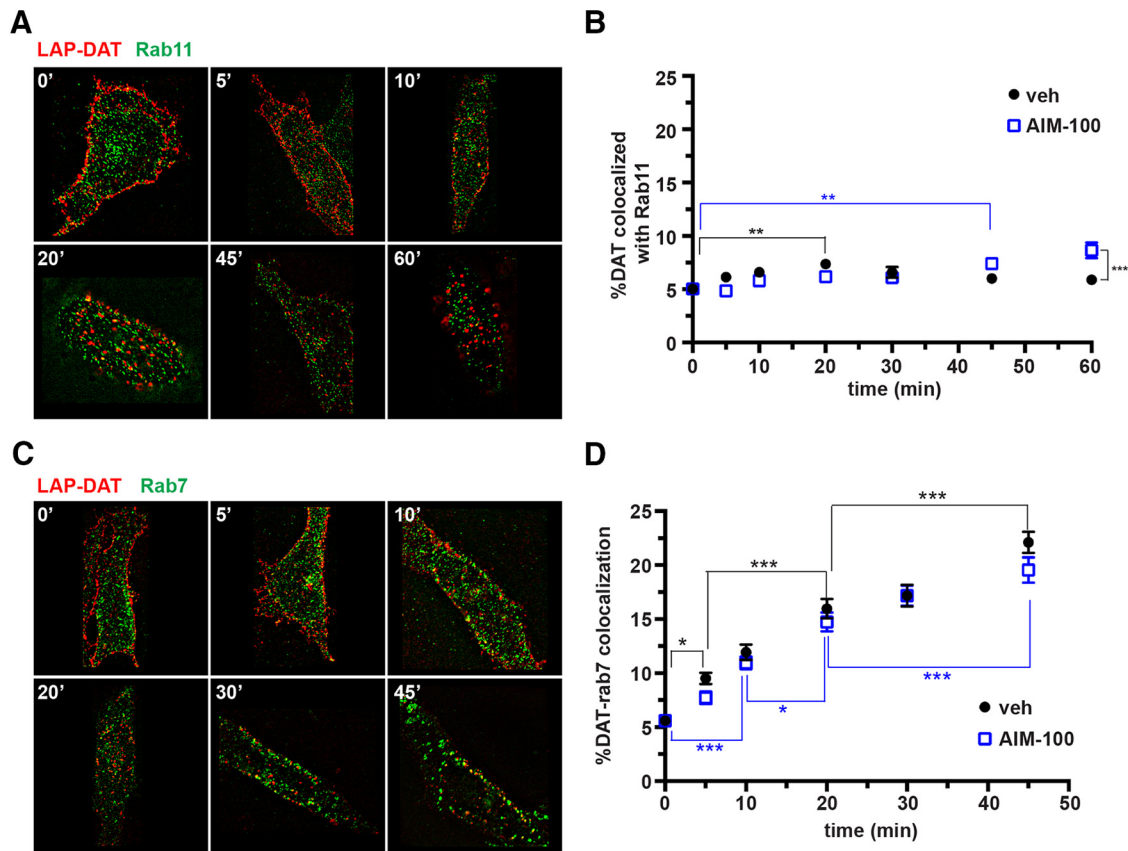 A
LAP-DAT Rab11
0’ 5’ 10’
20’ 45’ 60’
B
%DAT colocalized
with Rab11
25
20
15
10
5
0
veh
AIM-100
**
**
***
0 10 20 30 40 50 60
time (min)
C
LAP-DAT Rab7
0’ 5’ 10’
20’ 30’ 45’
D
%DAT-rab7 colocalization
25
20
15
10
5
0
***
***
*
***
*
***
veh
AIM-100
0 10 20 30 40 50
time (min)